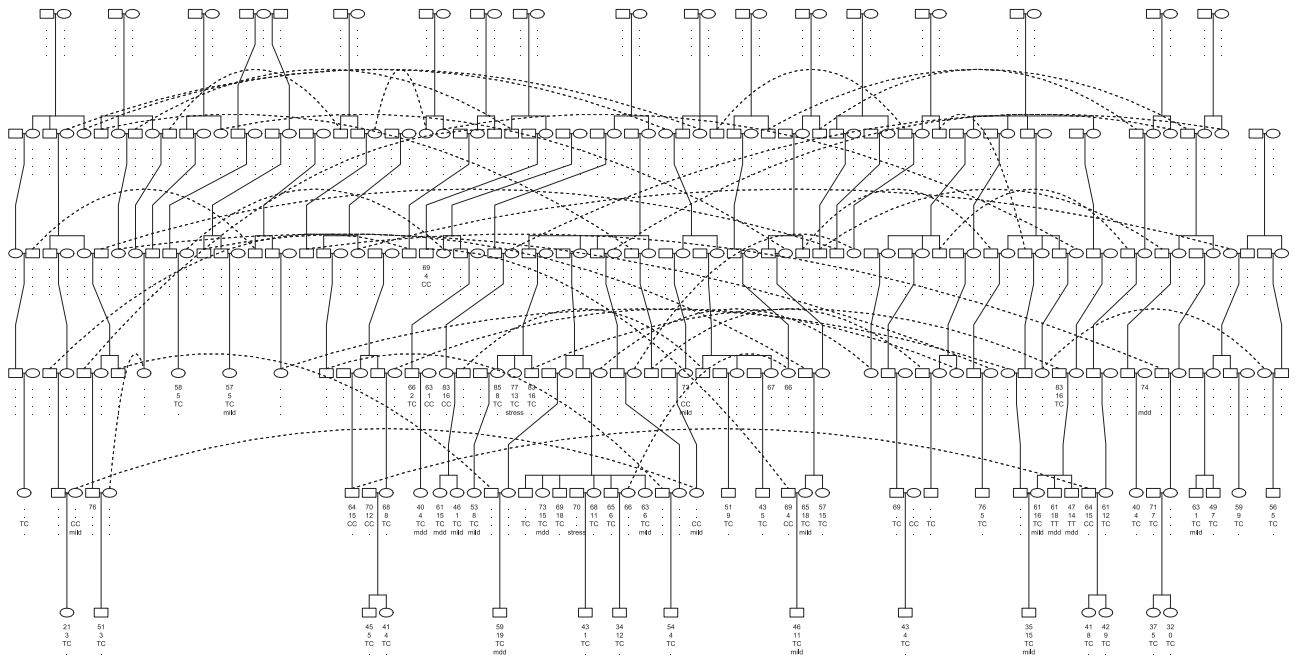 69
4
CC
58 57 66 63 83 85 77 83 67 66 83 74
5 5 2 1 16 8 13 16 16
TC TC TC CC CC TC TC TC CC TC
mild stress mild mdd
76 64 70 68 40 61 46 53 73 69 70 68 65 66 63 54 51 43 69 65 57 69 76 61 61 47 64 61 40 71 63 49 59 56
15 12 8 4 15 1 8 15 18 11 6 6 2 9 5 4 18 15 5 16 18 14 15 12 4 7 1 7 9 5
TC CC CC CC TC TC TC TC TC TC TC TC TC TC TC TC CC TC TC CC TC TC TC CC TC TC TC TT TT CC TC TC TC TC TC TC TC
mild mdd mdd mild mild mdd stress mild mild mild mild mdd mdd mild
21 51 45 41 59 43 34 54 46 43 35 41 42 37 32
3 3 5 4 19 1 12 4 11 4 15 8 9 5 0
TC TC TC TC TC TC TC TC TC TC TC TC TC TC TC
mdd mild mild